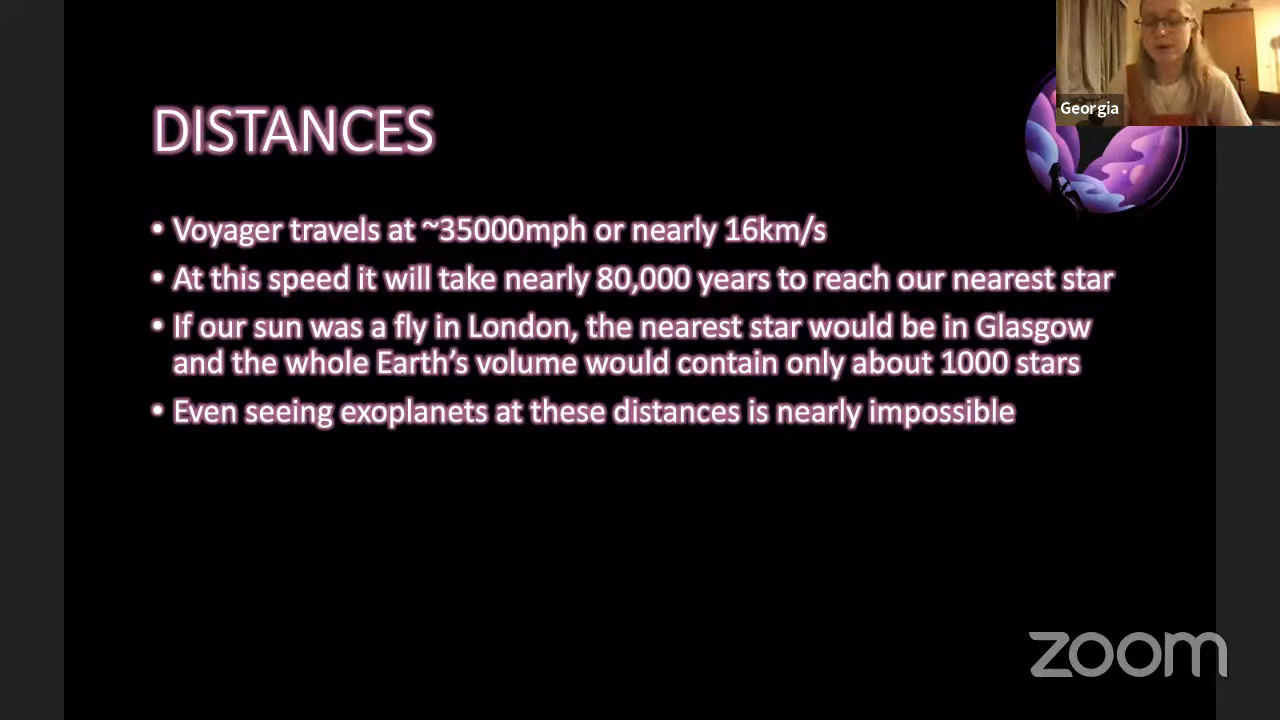 Georgia
DISTANCES
• Voyager travels at ~35000mph or nearly 16km/s
• At this speed it will take nearly 80,000 years to reach our nearest star
• If our sun was a fly in London, the nearest star would be in Glasgow
and the whole Earth's volume would contain only about 1000 stars
• Even seeing exoplanets at these distances is nearly impossible
zoom